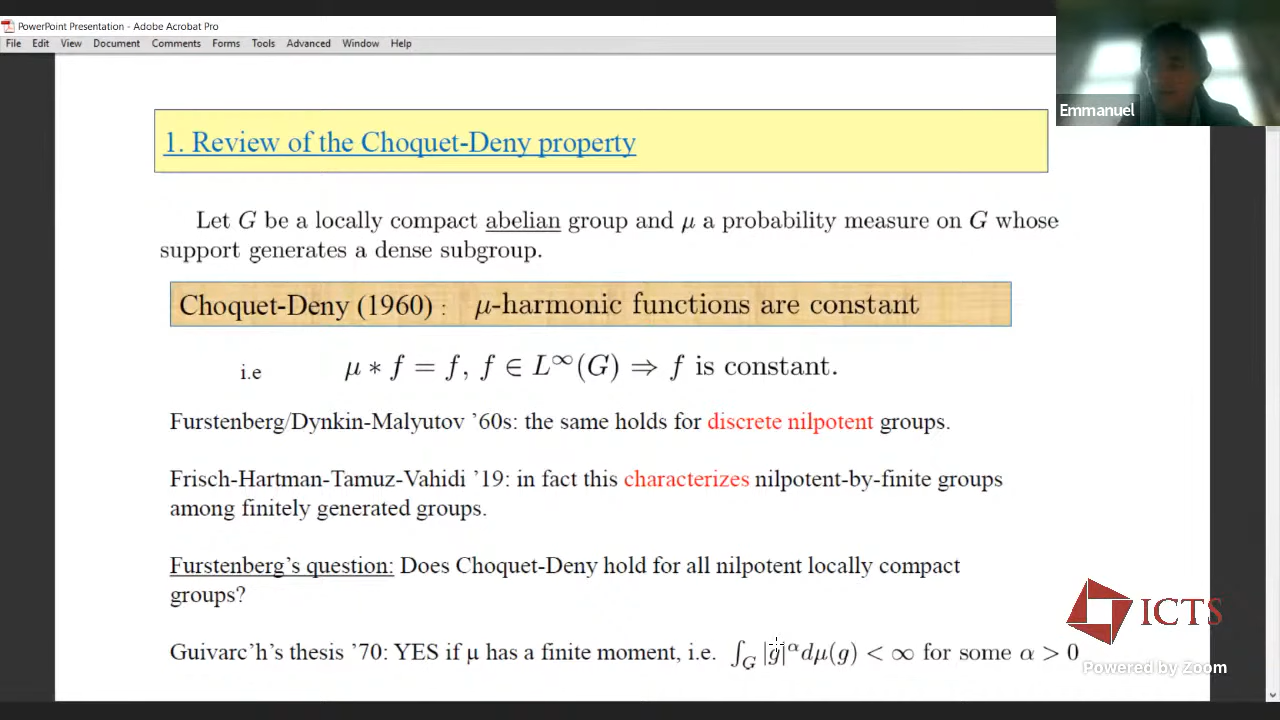 PowerPoint Presentation - Adobe Acrobat Pro
File Edit View Document Comments Forms Tools Advanced Window Help
Emmanuel
1. Review of the Choquet-Deny property
Let G be a locally compact abelian group and μ a probability measure on G whose
support generates a dense subgroup.
Choquet-Deny (1960) : μ-harmonic functions are constant
i.e μ ∗ f = f, f ∈ L^∞(G) ⇒ f is constant.
Furstenberg/Dynkin-Malyutov ’60s: the same holds for discrete nilpotent groups.
Frisch-Hartman-Tamuz-Vahidi ’19: in fact this characterizes nilpotent-by-finite groups
among finitely generated groups.
Furstenberg’s question: Does Choquet-Deny hold for all nilpotent locally compact
groups?
Guivarc’h’s thesis ’70: YES if μ has a finite moment, i.e. ∫_G |g|^α dμ(g) < ∞ for some α > 0
ICTS
Powered by Zoom